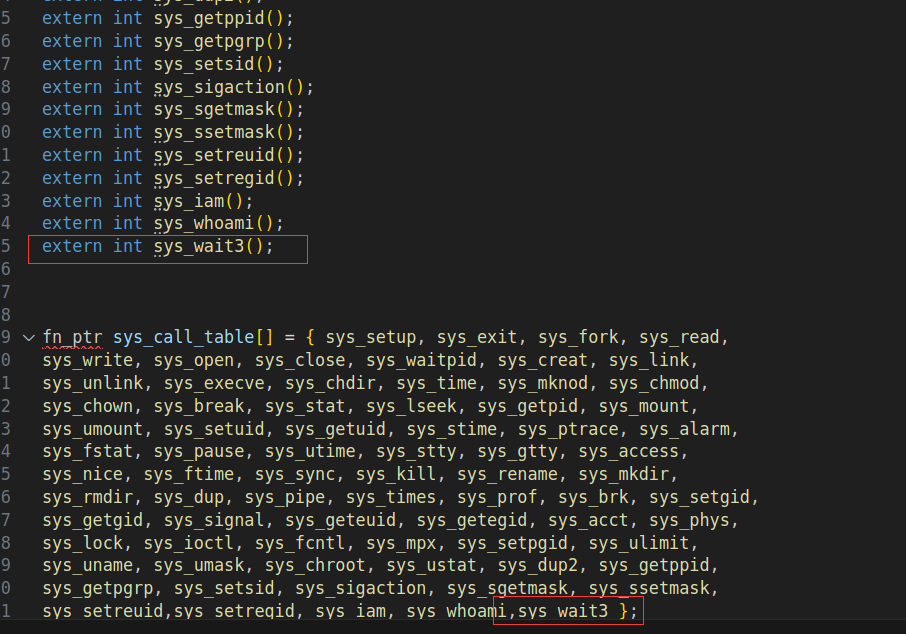 5 extern int sys_getppid();
6 extern int sys_getpgrp();
7 extern int sys_setsid();
8 extern int sys_sigaction();
9 extern int sys_sgetmask();
0 extern int sys_ssetmask();
1 extern int sys_setreuid();
2 extern int sys_setregid();
3 extern int sys_iam();
4 extern int sys_whoami();
5 extern int sys_wait3();
6
7
8
9 fn_ptr sys_call_table[] = { sys_setup, sys_exit, sys_fork, sys_read,
0 sys_write, sys_open, sys_close, sys_waitpid, sys_creat, sys_link,
1 sys_unlink, sys_execve, sys_chdir, sys_time, sys_mknod, sys_chmod,
2 sys_chown, sys_break, sys_stat, sys_lseek, sys_getpid, sys_mount,
3 sys_umount, sys_setuid, sys_getuid, sys_stime, sys_ptrace, sys_alarm,
4 sys_fstat, sys_pause, sys_utime, sys_stty, sys_gtty, sys_access,
5 sys_nice, sys_ftime, sys_sync, sys_kill, sys_rename, sys_mkdir,
6 sys_rmdir, sys_dup, sys_pipe, sys_times, sys_prof, sys_brk, sys_setgid,
7 sys_getgid, sys_signal, sys_geteuid, sys_getegid, sys_acct, sys_phys,
8 sys_lock, sys_ioctl, sys_fcntl, sys_mpx, sys_setpgid, sys_ulimit,
9 sys_uname, sys_umask, sys_chroot, sys_ustat, sys_dup2, sys_getppid,
0 sys_getpgrp, sys_setsid, sys_sigaction, sys_sgetmask, sys_ssetmask,
1 sys_setreuid,sys_setregid, sys_iam, sys_whoami,sys_wait3 };